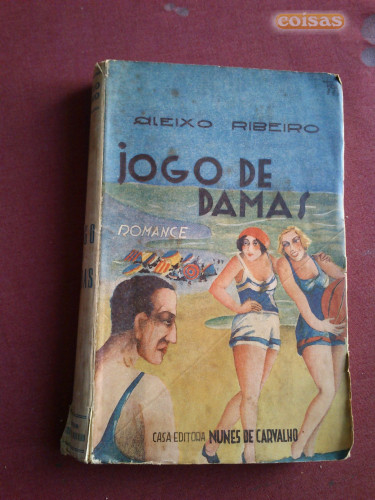 coisas
ALEIXO RIBEIRO
JOGO DE
DAMAS
ROMANCE
CASA EDITORA NUNES DE CARVALHO